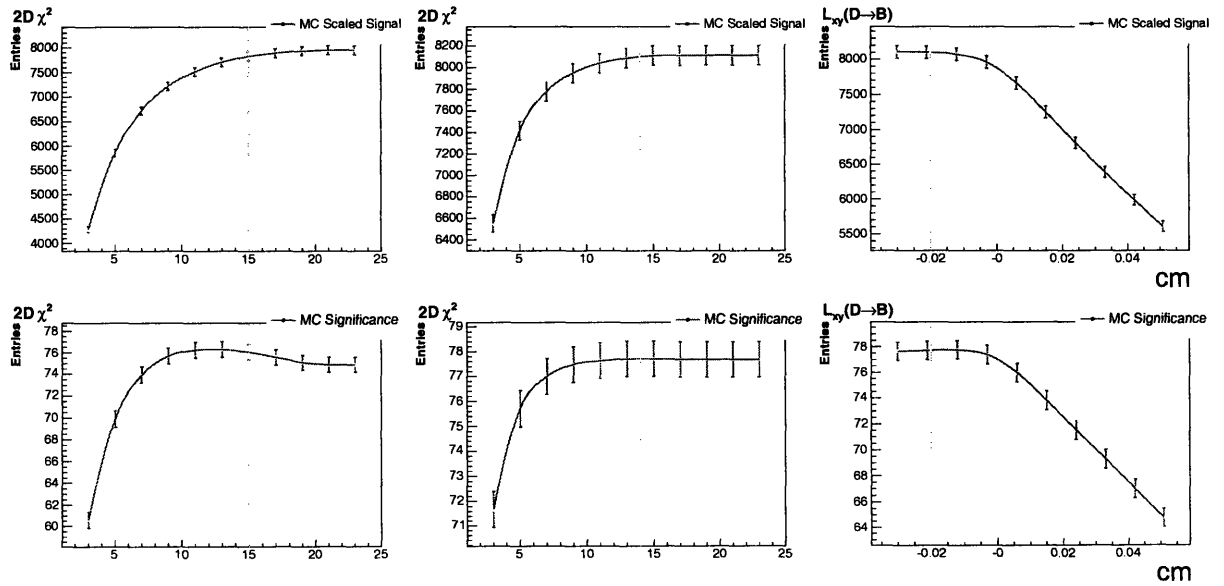 2D χ² MC Scaled Signal
Entries
8000
7500
7000
6500
6000
5500
5000
4500
4000
5 10 15 20 25
2D χ² MC Scaled Signal
Entries
8200
8000
7800
7600
7400
7200
7000
6800
6600
6400
5 10 15 20 25
Lxy(D→B) MC Scaled Signal
Entries
8500
8000
7500
7000
6500
6000
5500
-0.02 -0 0.02 0.04
cm
2D χ² MC Significance
Entries
78
76
74
72
70
68
66
64
62
60
5 10 15 20 25
2D χ² MC Significance
Entries
79
78
77
76
75
74
73
72
71
5 10 15 20 25
Lxy(D→B) MC Significance
Entries
78
76
74
72
70
68
66
64
-0.02 -0 0.02 0.04
cm